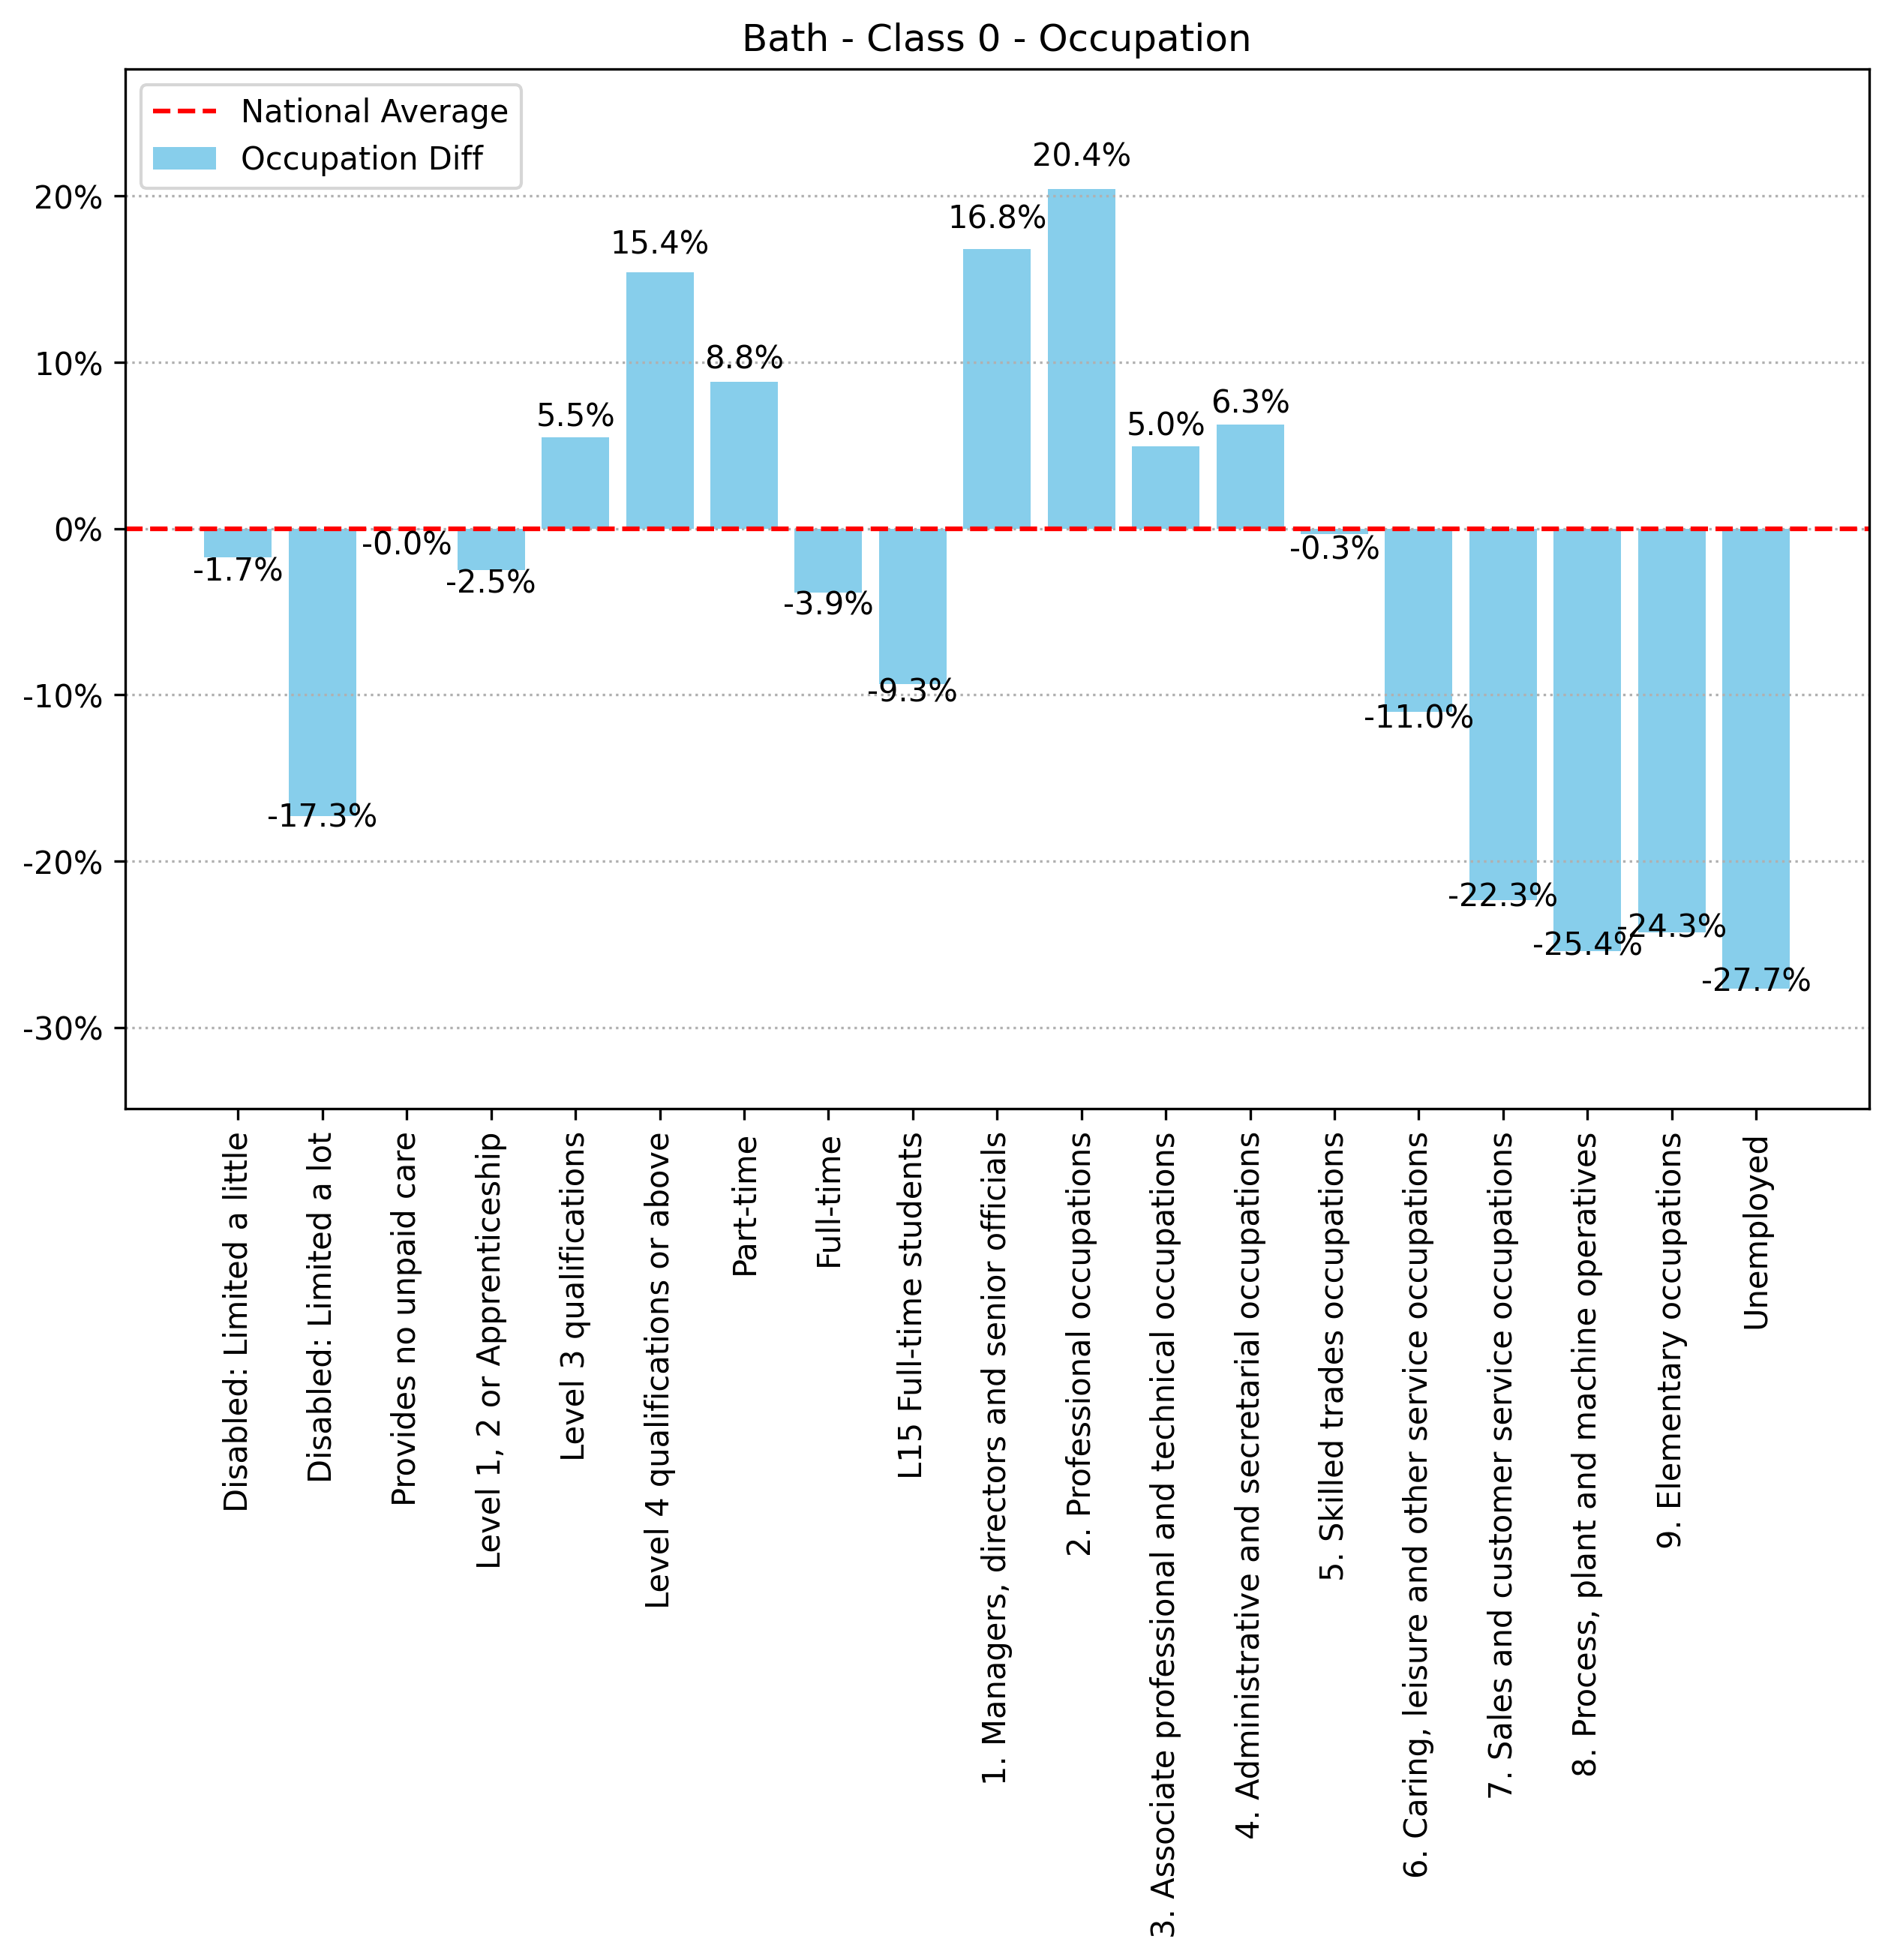 Bath - Class 0 - Occupation
National Average
Occupation Diff
20%
10%
0%
-10%
-20%
-30%
-1.7%
-17.3%
-0.0%
-2.5%
5.5%
15.4%
8.8%
-3.9%
-9.3%
16.8%
20.4%
5.0%
6.3%
-0.3%
-11.0%
-22.3%
-25.4%
-24.3%
-27.7%
Disabled: Limited a little
Disabled: Limited a lot
Provides no unpaid care
Level 1, 2 or Apprenticeship
Level 3 qualifications
Level 4 qualifications or above
Part-time
Full-time
L15 Full-time students
1. Managers, directors and senior officials
2. Professional occupations
3. Associate professional and technical occupations
4. Administrative and secretarial occupations
5. Skilled trades occupations
6. Caring, leisure and other service occupations
7. Sales and customer service occupations
8. Process, plant and machine operatives
9. Elementary occupations
Unemployed